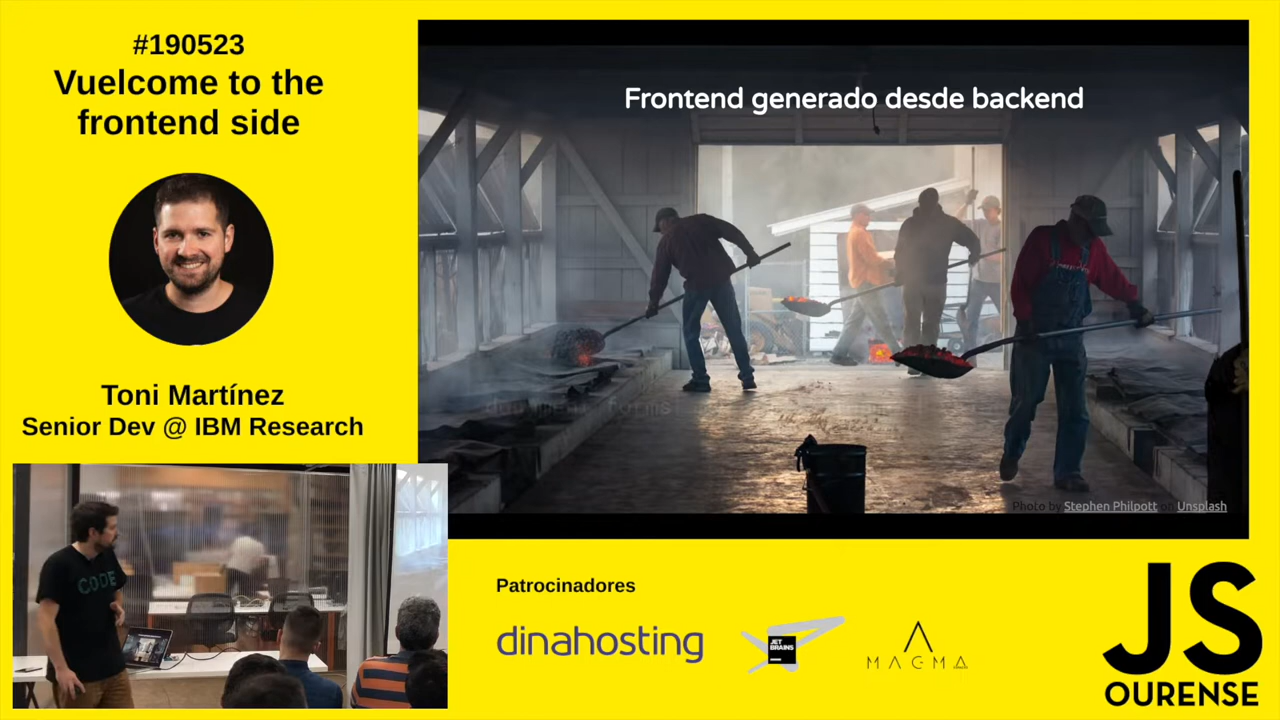 #190523
Vuelcome to the
frontend side
Toni Martínez
Senior Dev @ IBM Research
Frontend generado desde backend
Photo by Stephen Philpott on Unsplash
CODE
Patrocinadores
dinahosting
JET
BRAINS
MAGMA
JS
OURENSE